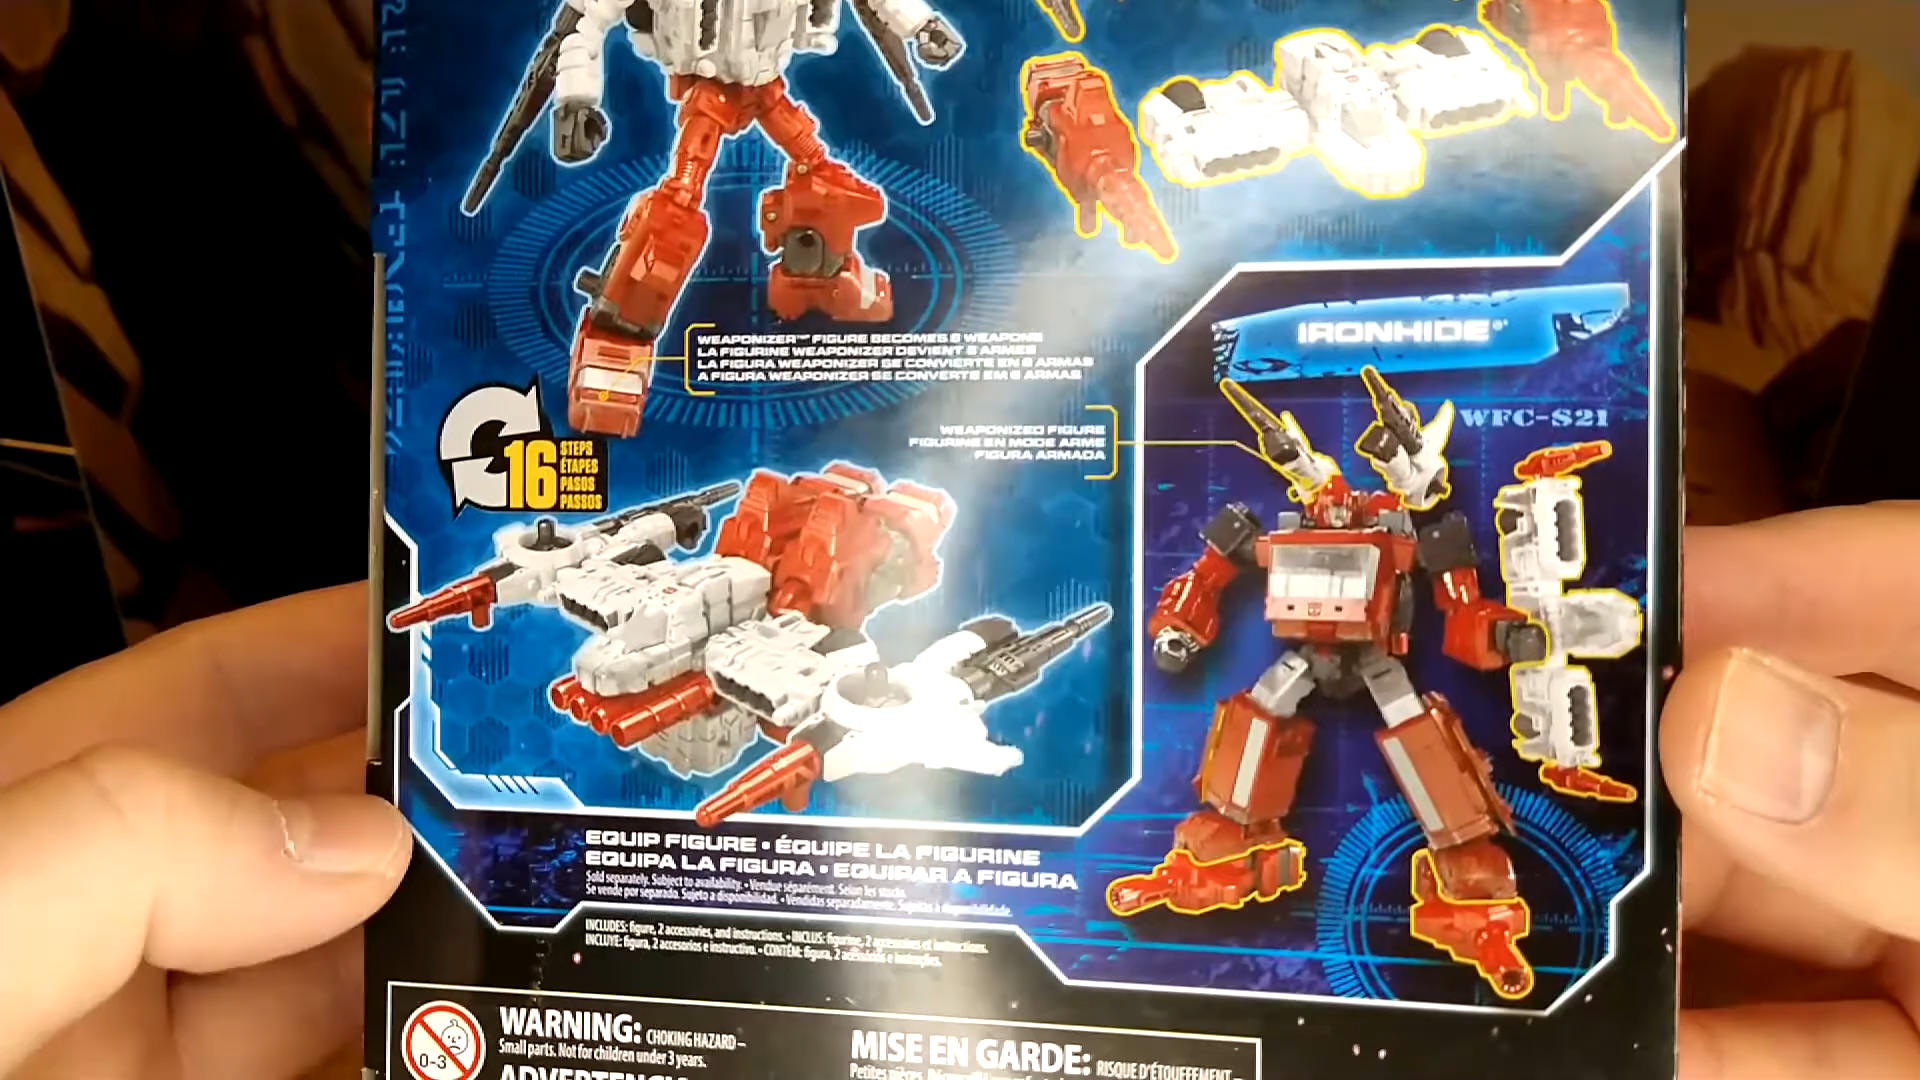 WEAPONIZER™ FIGURE BECOMES 6 WEAPONS
LA FIGURINE WEAPONIZER DEVIENT 6 ARMES
LA FIGURA WEAPONIZER SE CONVIERTE EN 6 ARMAS
A FIGURA WEAPONIZER SE CONVERTE EM 6 ARMAS
16
STEPS
ÉTAPES
PASOS
PASSOS
IRONHIDE®
WFC-S21
WEAPONIZED FIGURE
FIGURINE EN MODE ARME
FIGURA ARMADA
EQUIP FIGURE • ÉQUIPE LA FIGURINE
EQUIPA LA FIGURA • EQUIPAR A FIGURA
Sold separately. Subject to availability. • Vendue séparément. Selon les stocks.
Se vende por separado. Sujeto a disponibilidad. • Vendidas separadamente. Sujeitas à disponibilidade.
INCLUDES: figure, 2 accessories, and instructions. • INCLUS: figurine, 2 accessoires et instructions.
INCLUYE: figura, 2 accesorios e instructivo. • CONTÉM: figura, 2 acessórios e instruções.
0-3
WARNING: CHOKING HAZARD –
Small parts. Not for children under 3 years.
MISE EN GARDE: RISQUE D'ÉTOUFFEMENT –